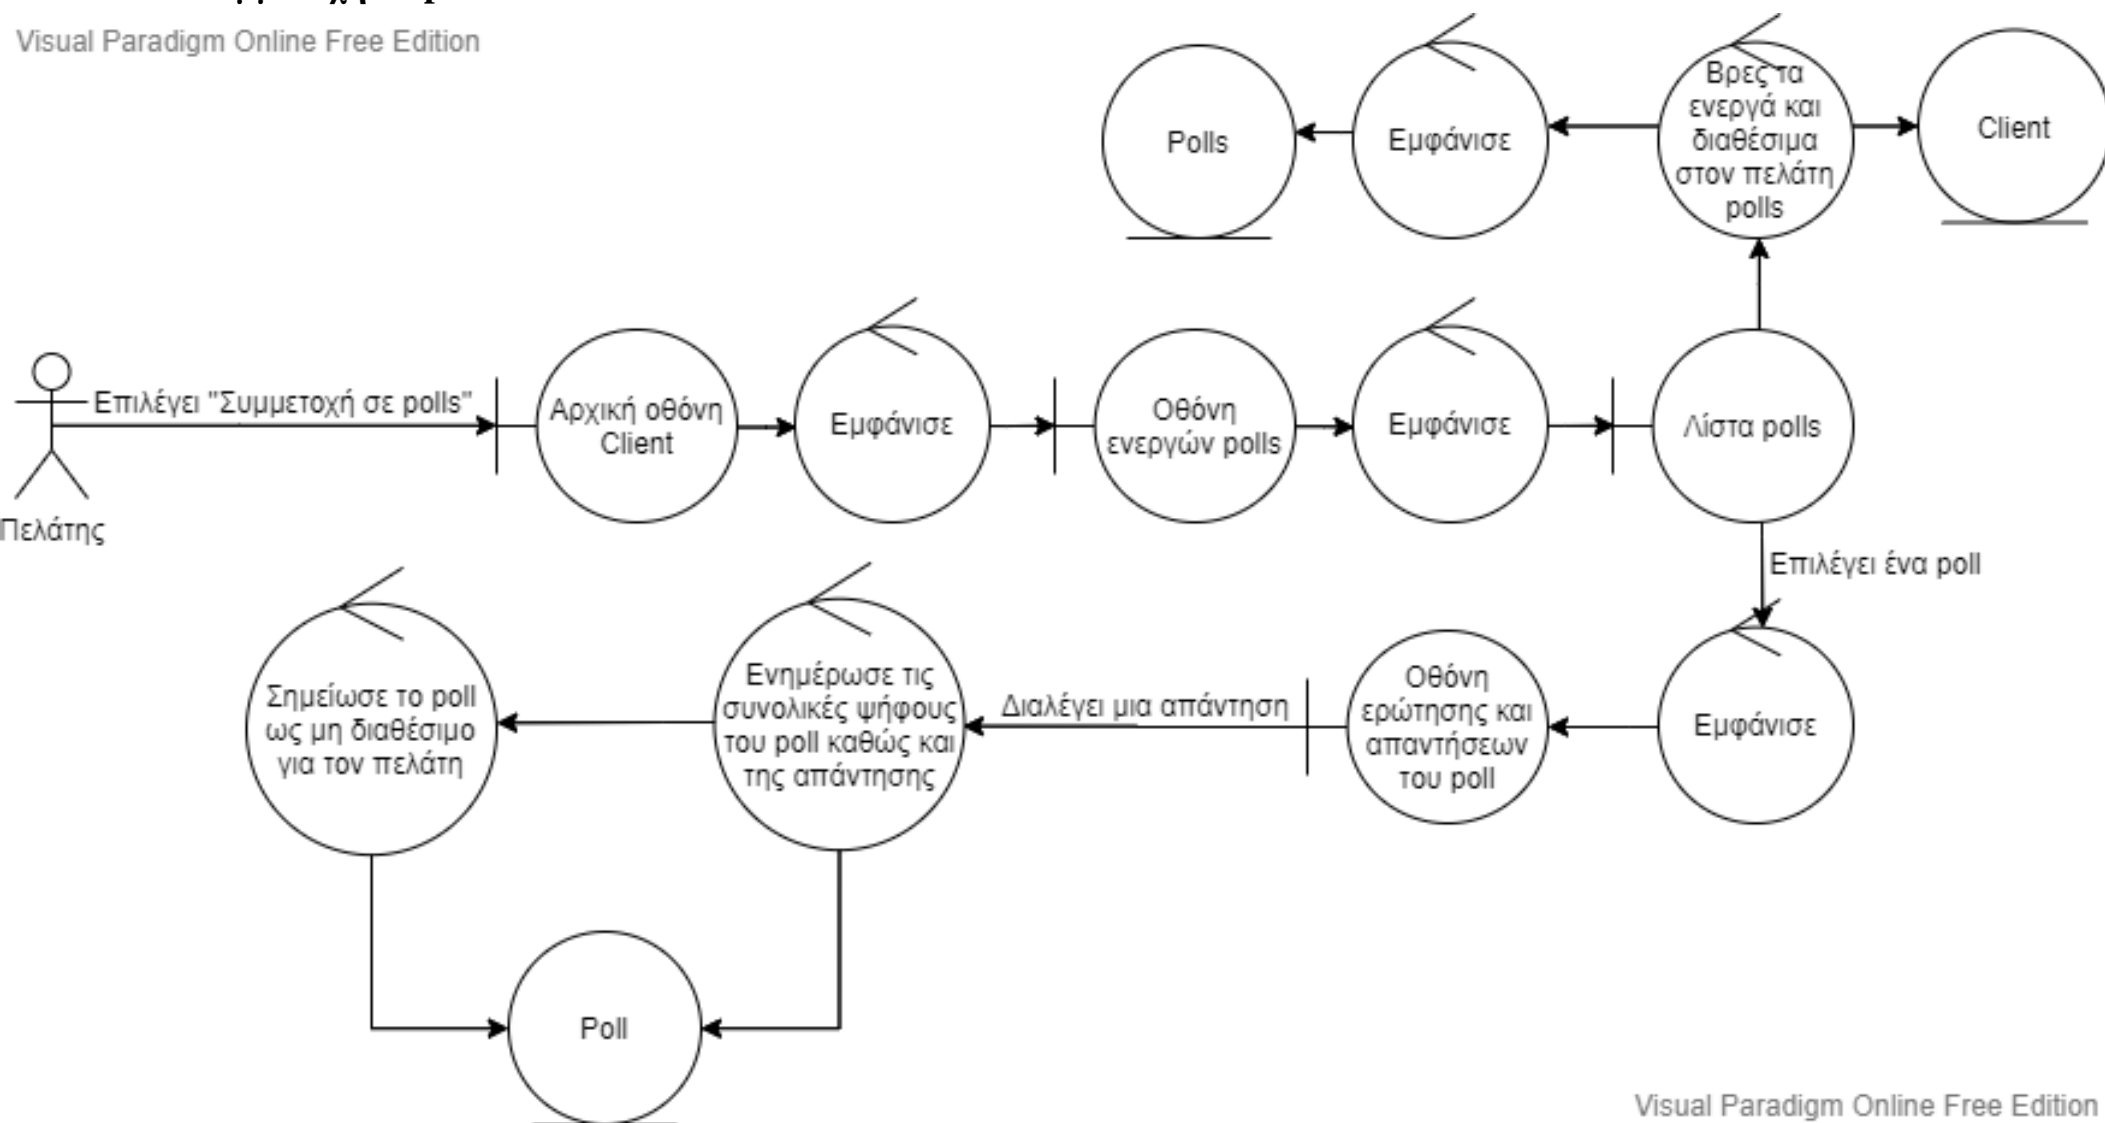 Visual Paradigm Online Free Edition
Polls
Εμφάνισε
Βρες τα
ενεργά και
διαθέσιμα
στον πελάτη
polls
Client
Επιλέγει "Συμμετοχή σε polls"
Πελάτης
Αρχική οθόνη
Client
Εμφάνισε
Οθόνη
ενεργών polls
Εμφάνισε
Λίστα polls
Επιλέγει ένα poll
Εμφάνισε
Οθόνη
ερώτησης και
απαντήσεων
του poll
Διαλέγει μια απάντηση
Ενημέρωσε τις
συνολικές ψήφους
του poll καθώς και
της απάντησης
Σημείωσε το poll
ως μη διαθέσιμο
για τον πελάτη
Poll
Visual Paradigm Online Free Edition